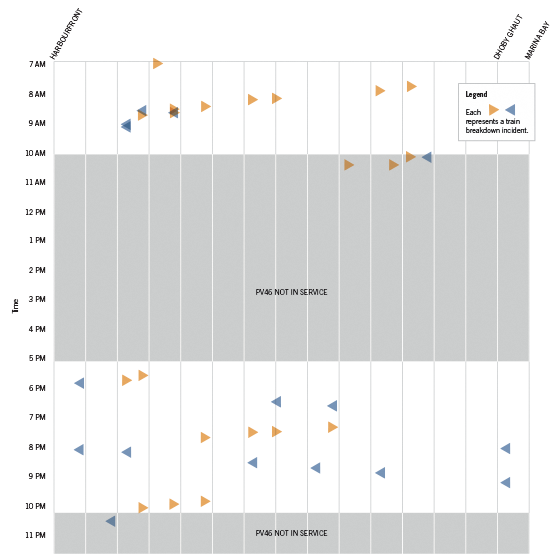 HARBOURFRONT
DHOBY GHAUT
MARINA BAY
7 AM
8 AM
Legend
Each
represents a train
breakdown incident.
9 AM
10 AM
11 AM
12 PM
1 PM
2 PM
PV46 NOT IN SERVICE
Time
3 PM
4 PM
5 PM
6 PM
7 PM
8 PM
9 PM
10 PM
PV46 NOT IN SERVICE
11 PM